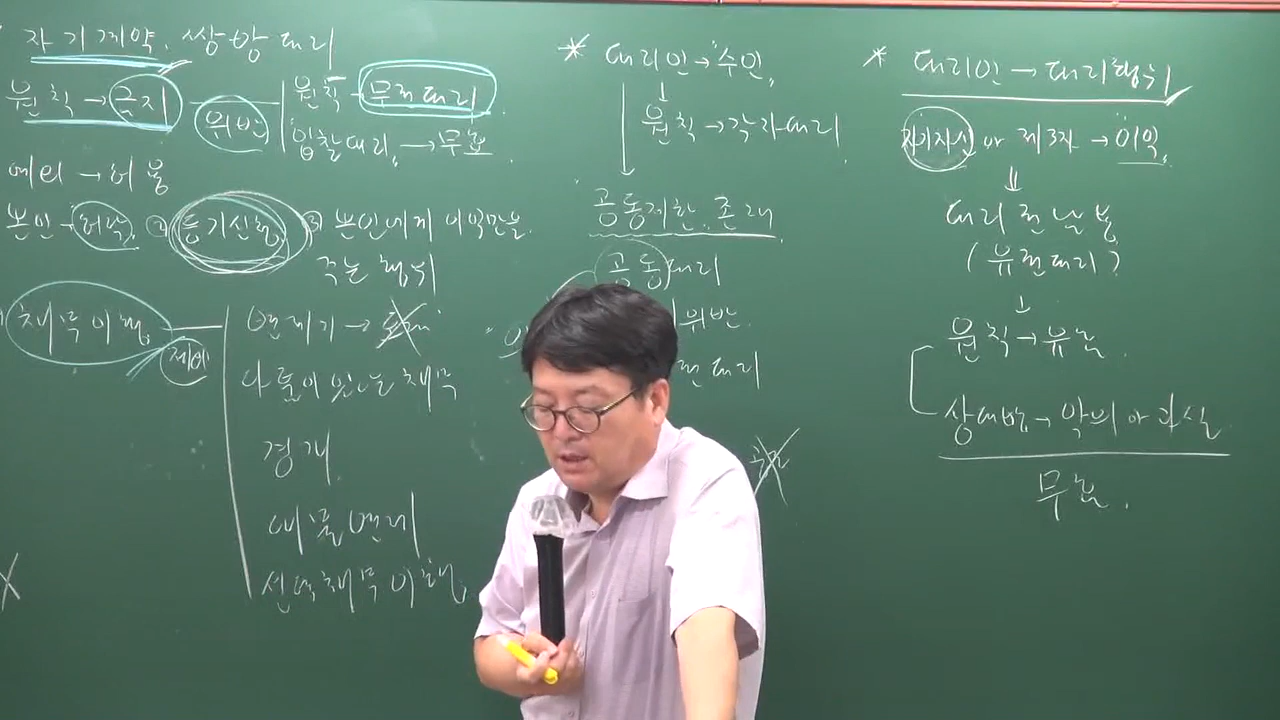 자기계약, 쌍방대리
원칙 → 금지
위반
원칙 - 무권대리
입찰대리, → 무효
예외 → 허용
본인 - 허락, ② 등기신청, ③ 본인에게 이익만을
주는 행위
채무이행,
제외
변제기 →
다툼이 있는 채무
경개.
대물변제
선택채무이행,
* 대리인 → 수인,
↓
원칙 → 각자대리
공동제한. 존재
공동대리
위반.
권대리
* 대리인 → 대리행위
자기자신 or 제3자 → 이익.
⇓
대리권남용
(유권대리?
↓
원칙 → 유효.
상대방, → 악의 or 과실
무효.